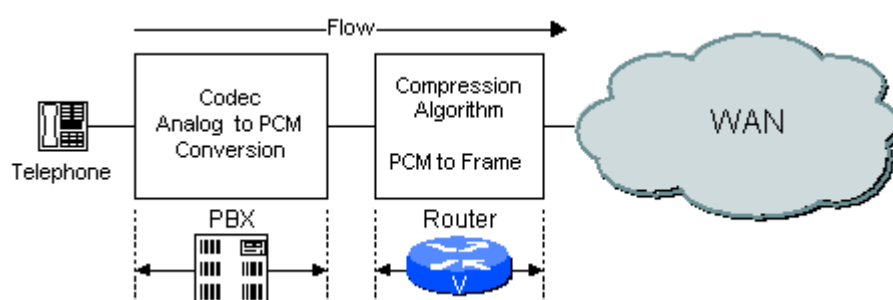 Flow
Codec
Analog to PCM
Conversion
Compression
Algorithm
PCM to Frame
WAN
Telephone
PBX
Router
V